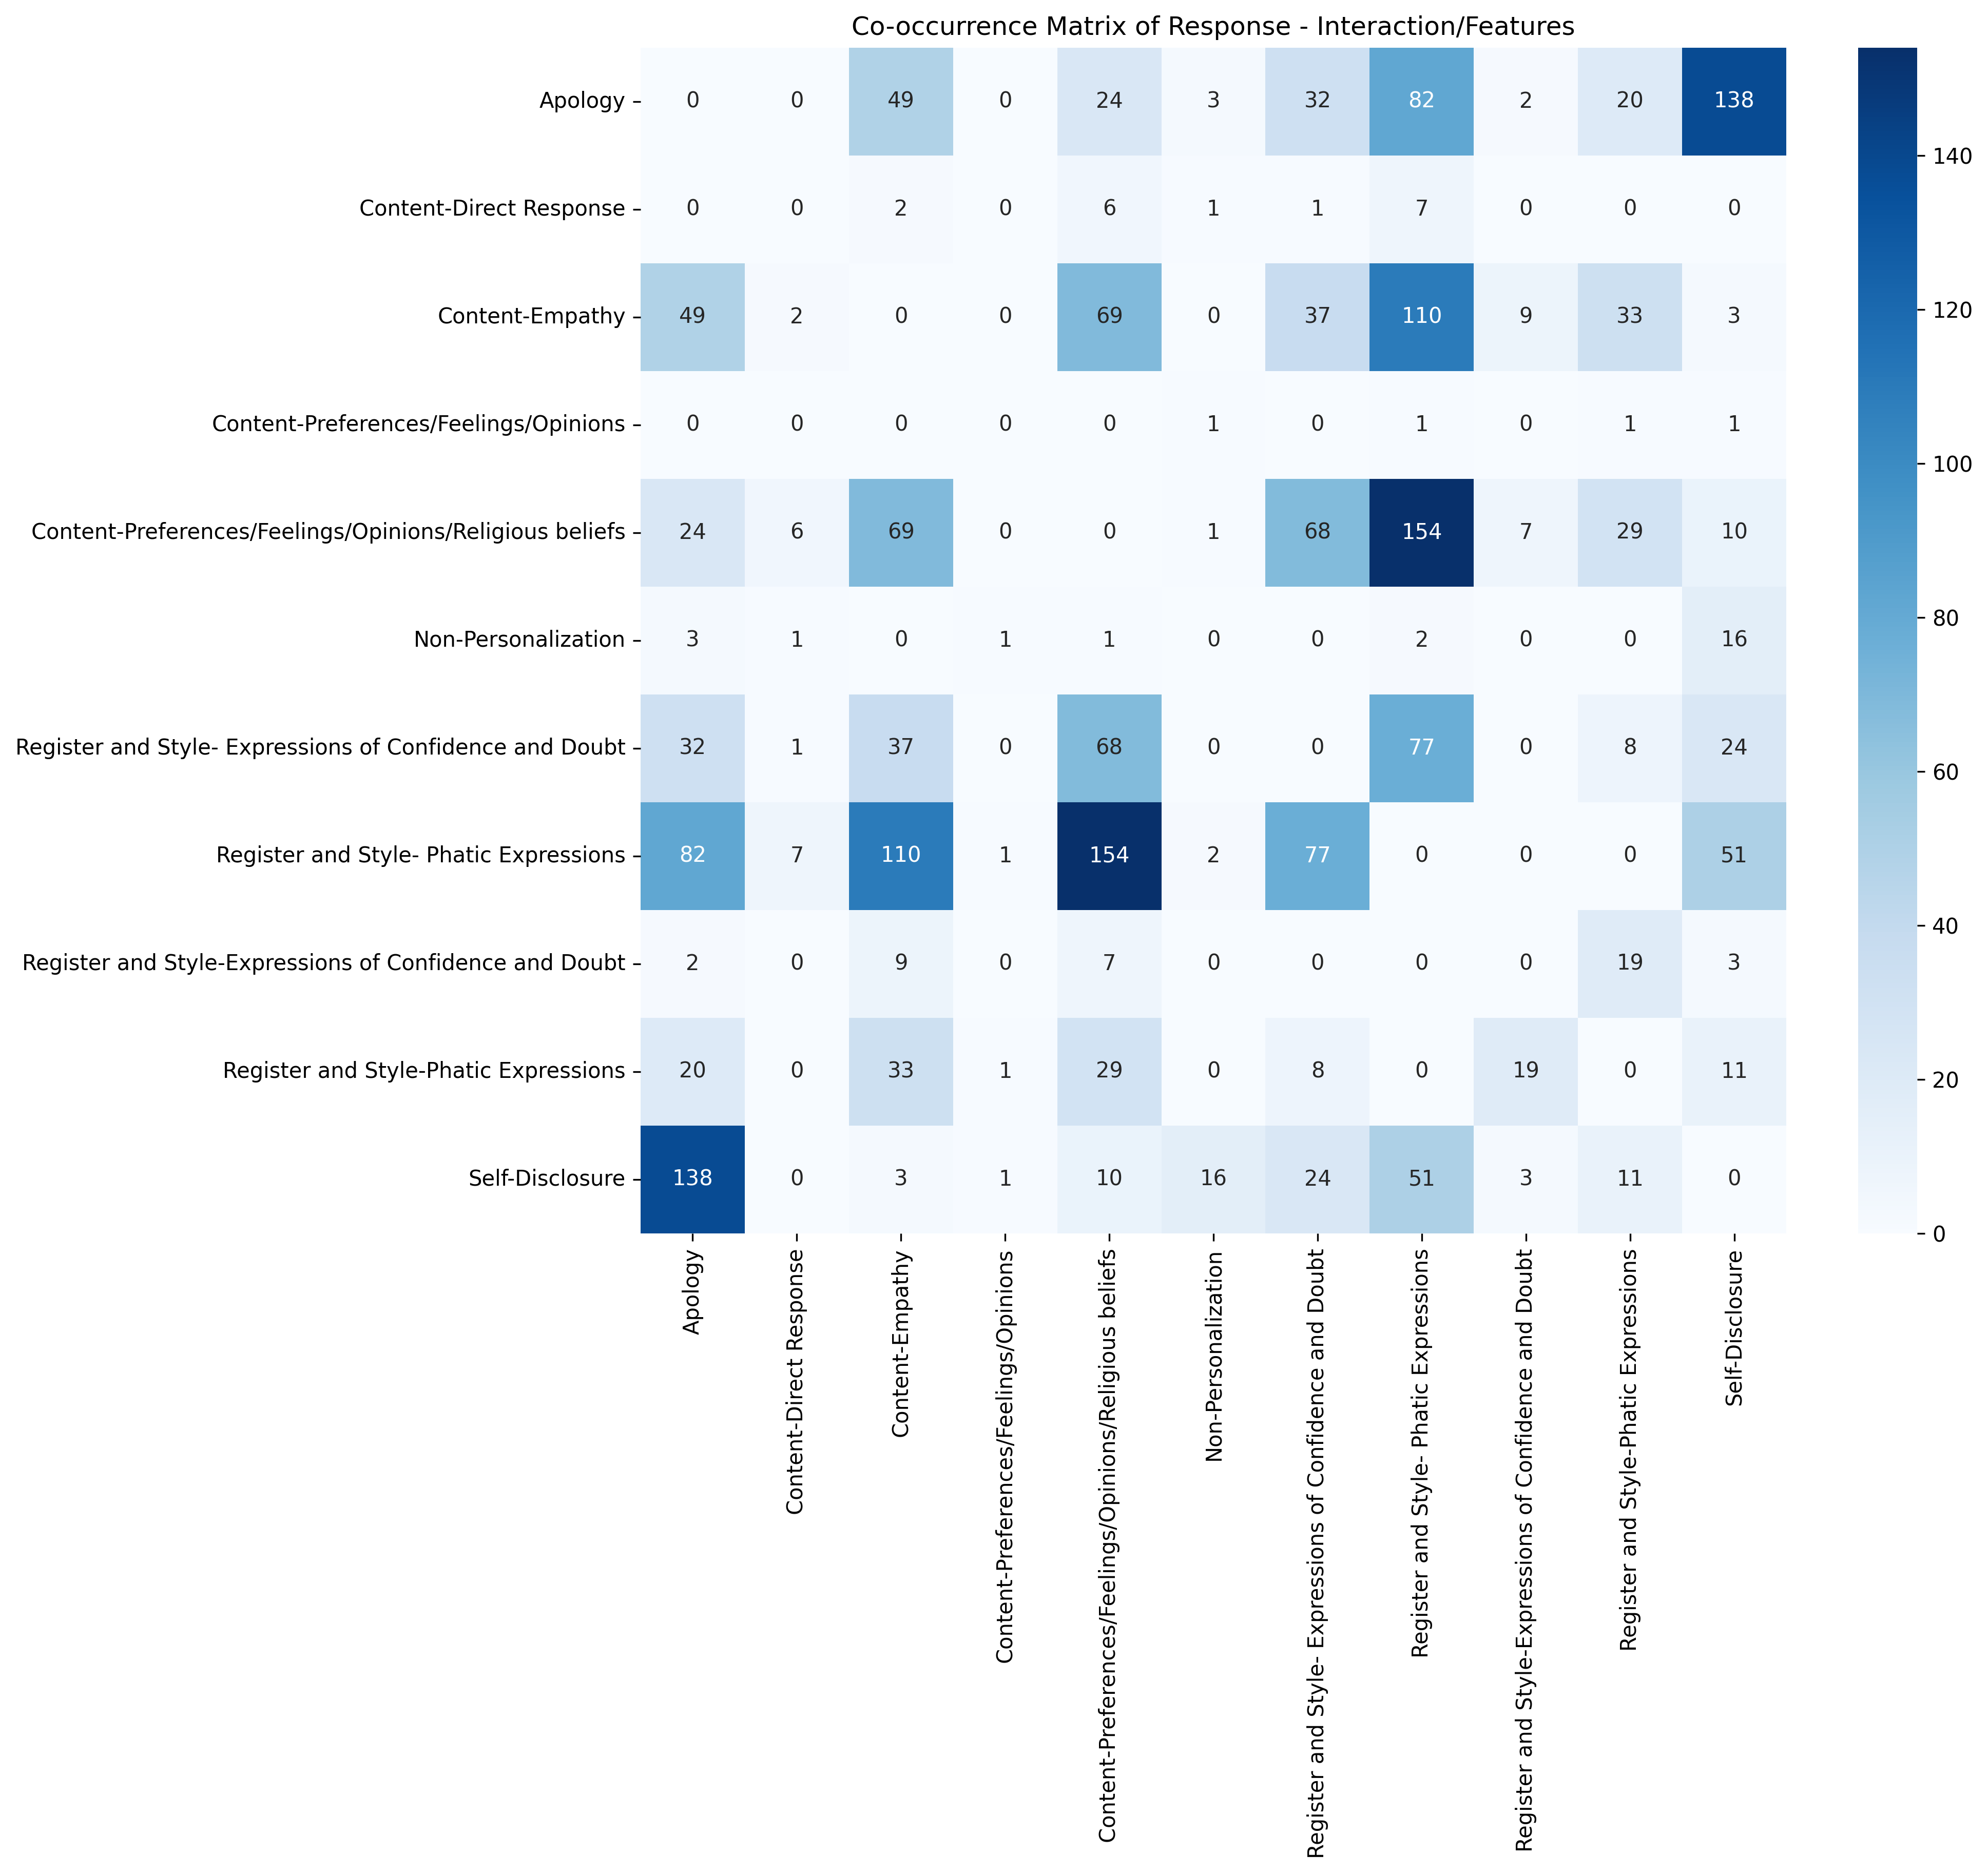 Co-occurrence Matrix of Response - Interaction/Features
Apology 0 0 49 0 24 3 32 82 2 20 138
Content-Direct Response 0 0 2 0 6 1 1 7 0 0 0
Content-Empathy 49 2 0 0 69 0 37 110 9 33 3
Content-Preferences/Feelings/Opinions 0 0 0 0 0 1 0 1 0 1 1
Content-Preferences/Feelings/Opinions/Religious beliefs 24 6 69 0 0 1 68 154 7 29 10
Non-Personalization 3 1 0 1 1 0 0 2 0 0 16
Register and Style- Expressions of Confidence and Doubt 32 1 37 0 68 0 0 77 0 8 24
Register and Style- Phatic Expressions 82 7 110 1 154 2 77 0 0 0 51
Register and Style-Expressions of Confidence and Doubt 2 0 9 0 7 0 0 0 0 19 3
Register and Style-Phatic Expressions 20 0 33 1 29 0 8 0 19 0 11
Self-Disclosure 138 0 3 1 10 16 24 51 3 11 0
Apology
Content-Direct Response
Content-Empathy
Content-Preferences/Feelings/Opinions
Content-Preferences/Feelings/Opinions/Religious beliefs
Non-Personalization
Register and Style- Expressions of Confidence and Doubt
Register and Style- Phatic Expressions
Register and Style-Expressions of Confidence and Doubt
Register and Style-Phatic Expressions
Self-Disclosure
140
120
100
80
60
40
20
0